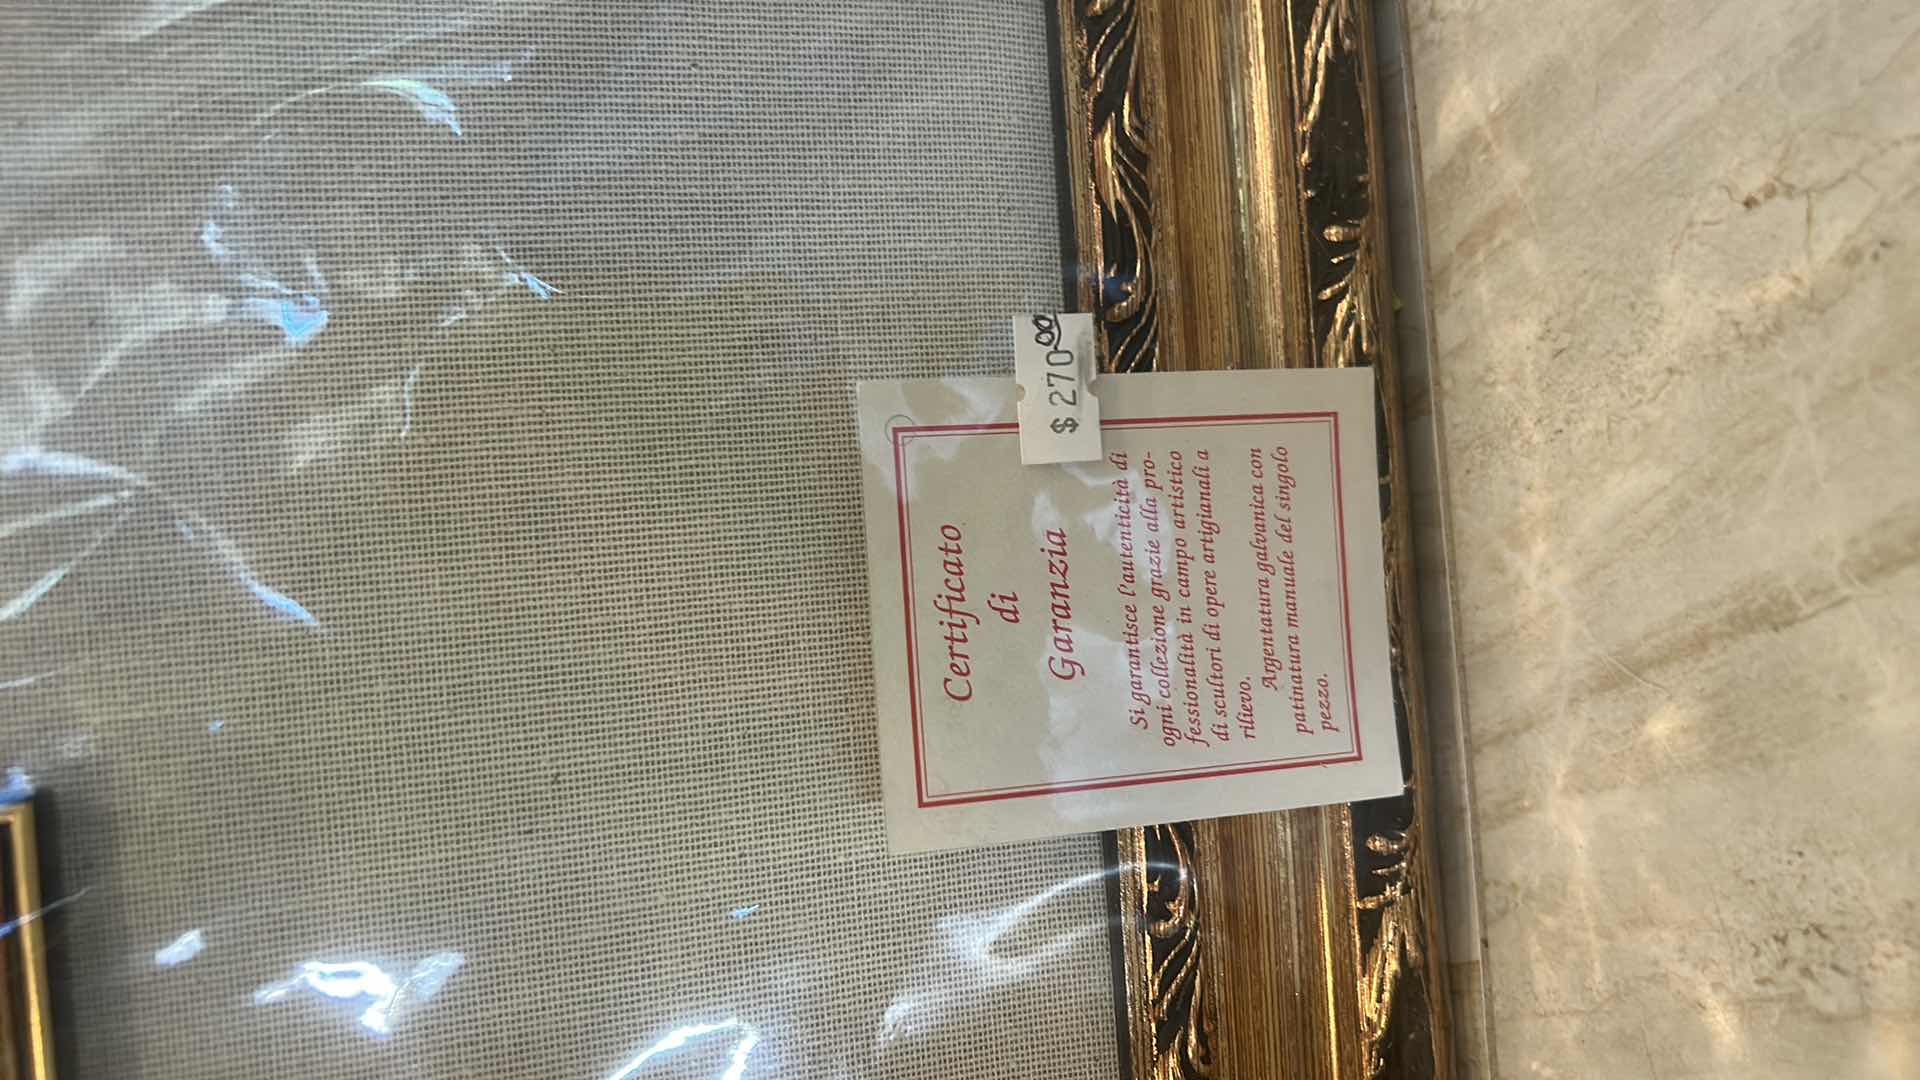 $ 270.00
Certificato
di
Garanzia
Si garantisce l'autenticità di
ogni collezione grazie alla pro-
fessionalità in campo artistico
di scultori di opere artigianali a
rilievo.
Argentatura galvanica con
patinatura manuale del singolo
pezzo.